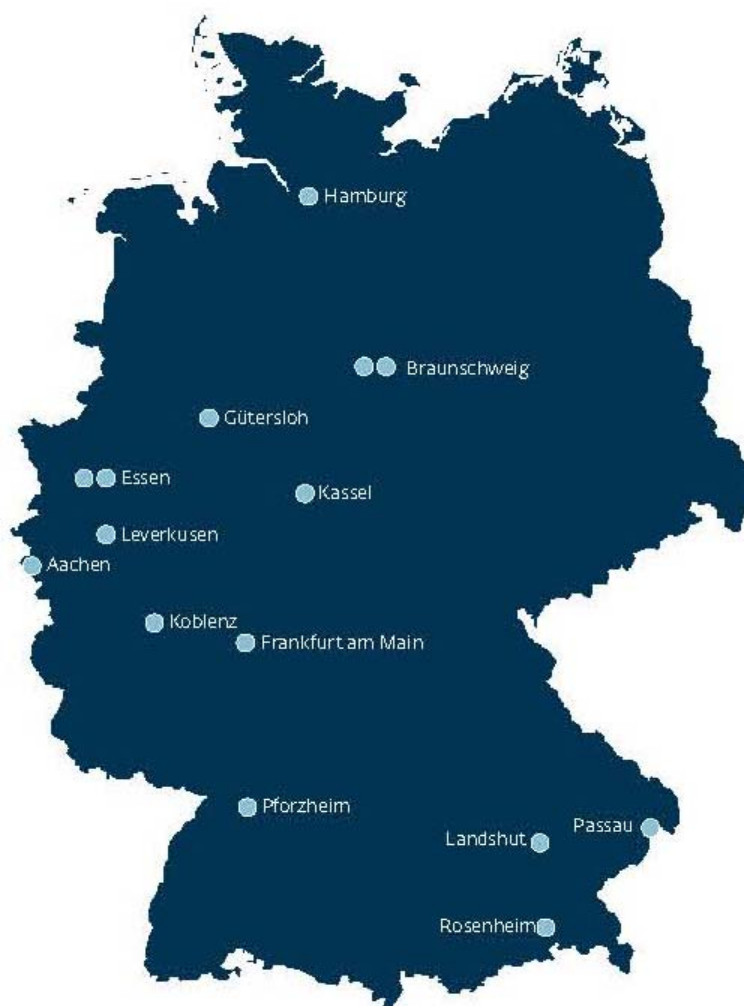 Hamburg
Braunschweig
Gütersloh
Essen
Kassel
Leverkusen
Aachen
Koblenz
Frankfurt am Main
Pforzheim
Passau
Landshut
Rosenheim